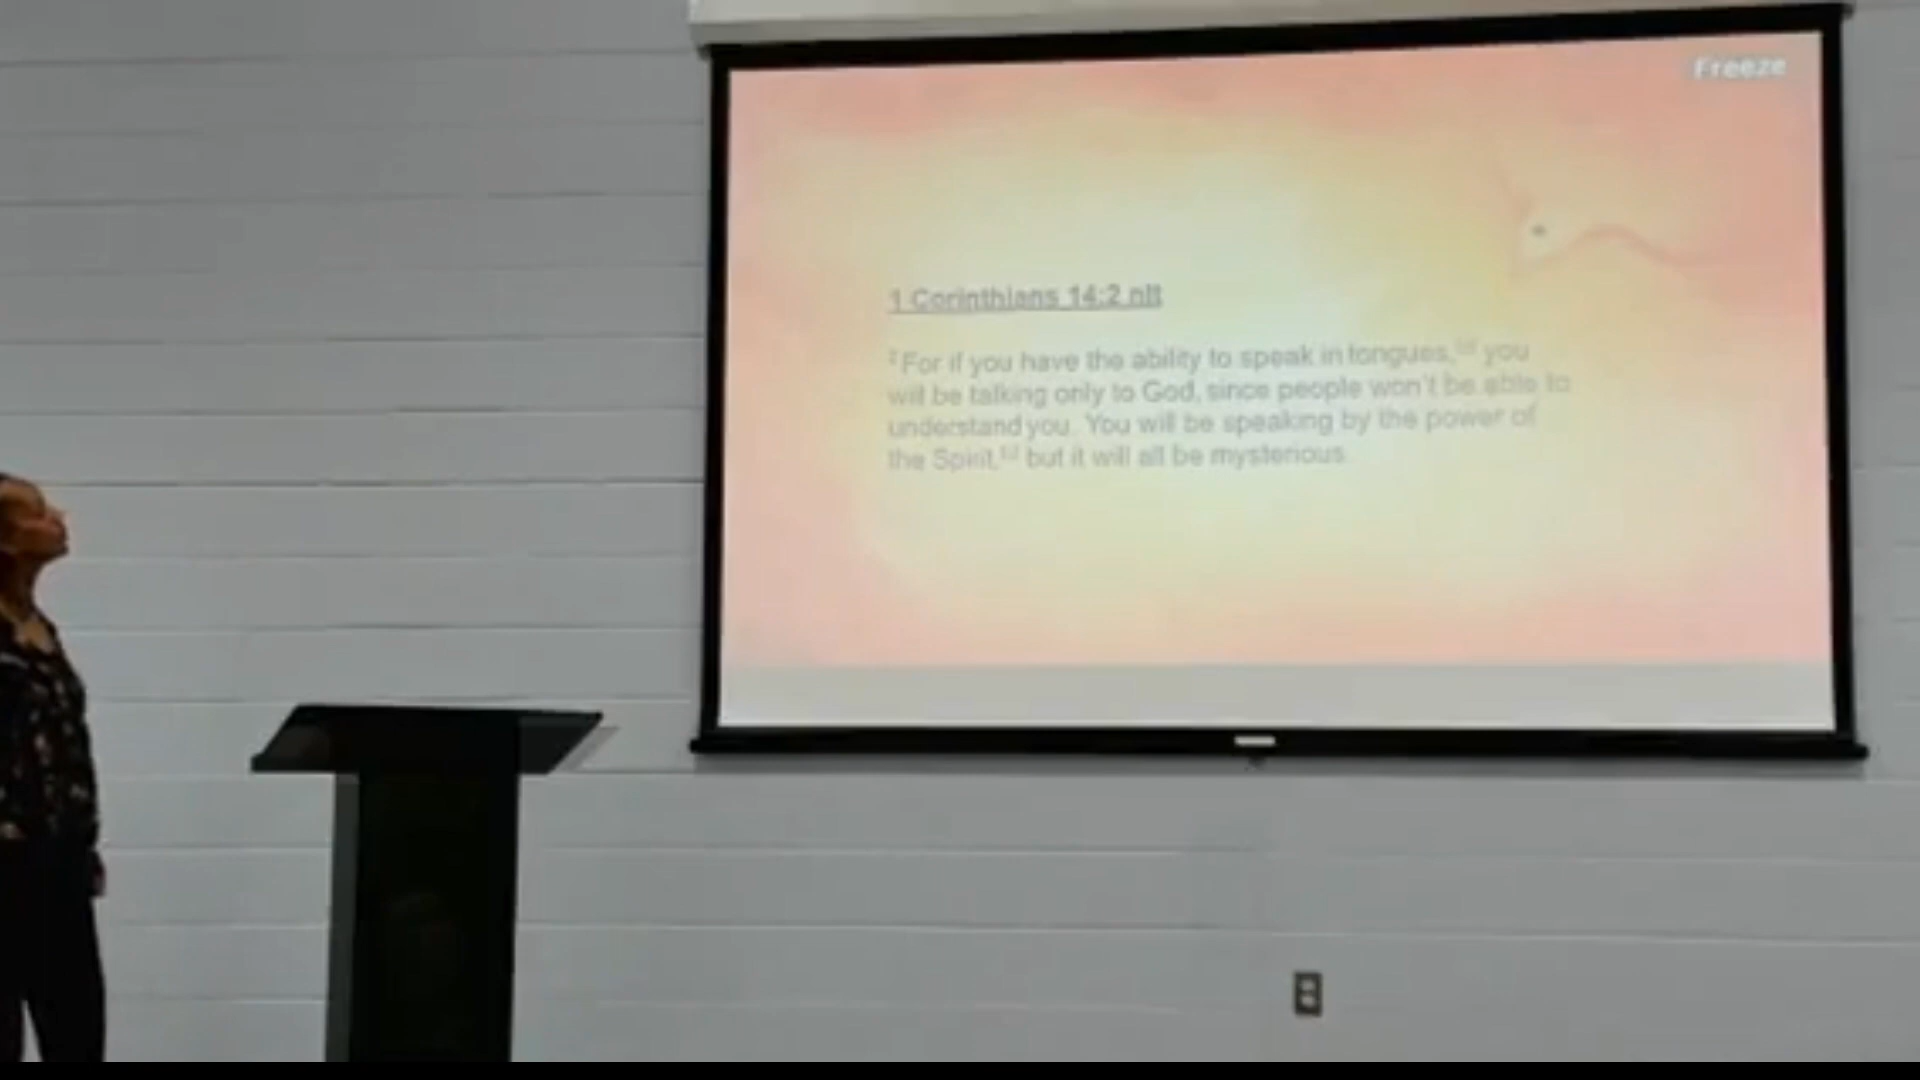 Freeze
1 Corinthians 14:2 nlt
2 For if you have the ability to speak in tongues, you
will be talking only to God, since people won't be able to
understand you. You will be speaking by the power of
the Spirit, but it will all be mysterious.